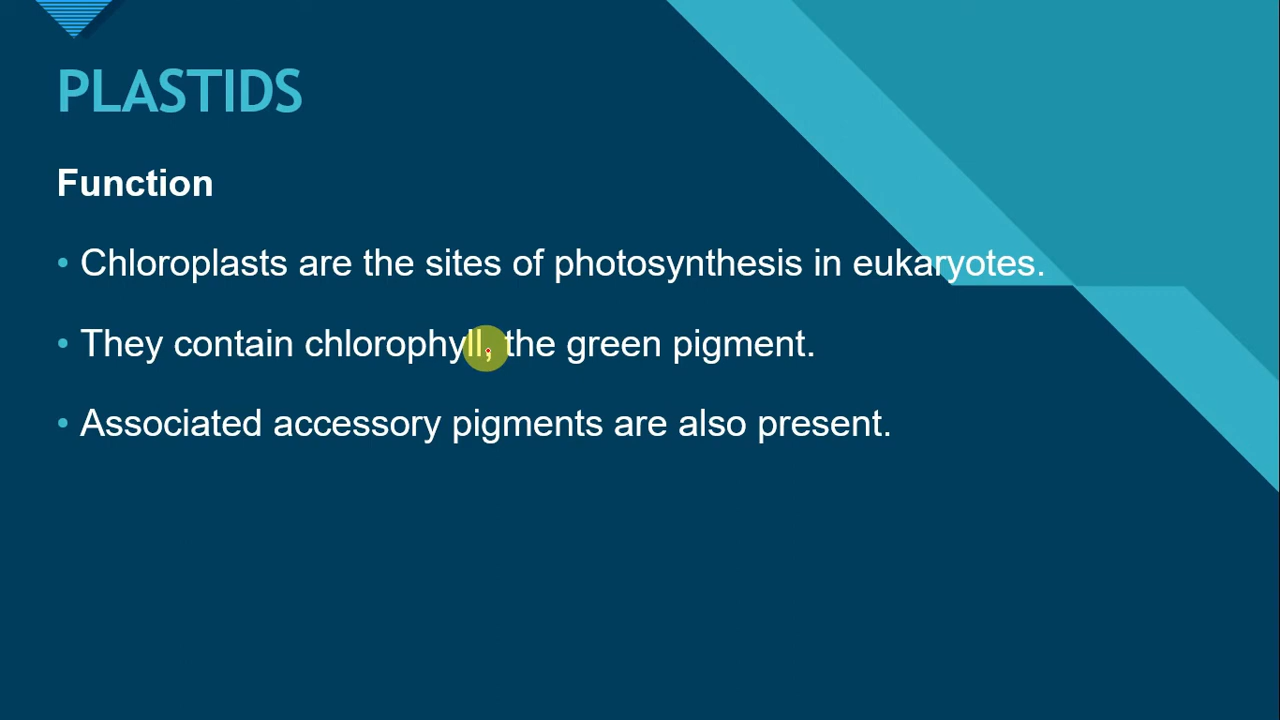 PLASTIDS
Function
• Chloroplasts are the sites of photosynthesis in eukaryotes.
• They contain chlorophyll, the green pigment.
• Associated accessory pigments are also present.